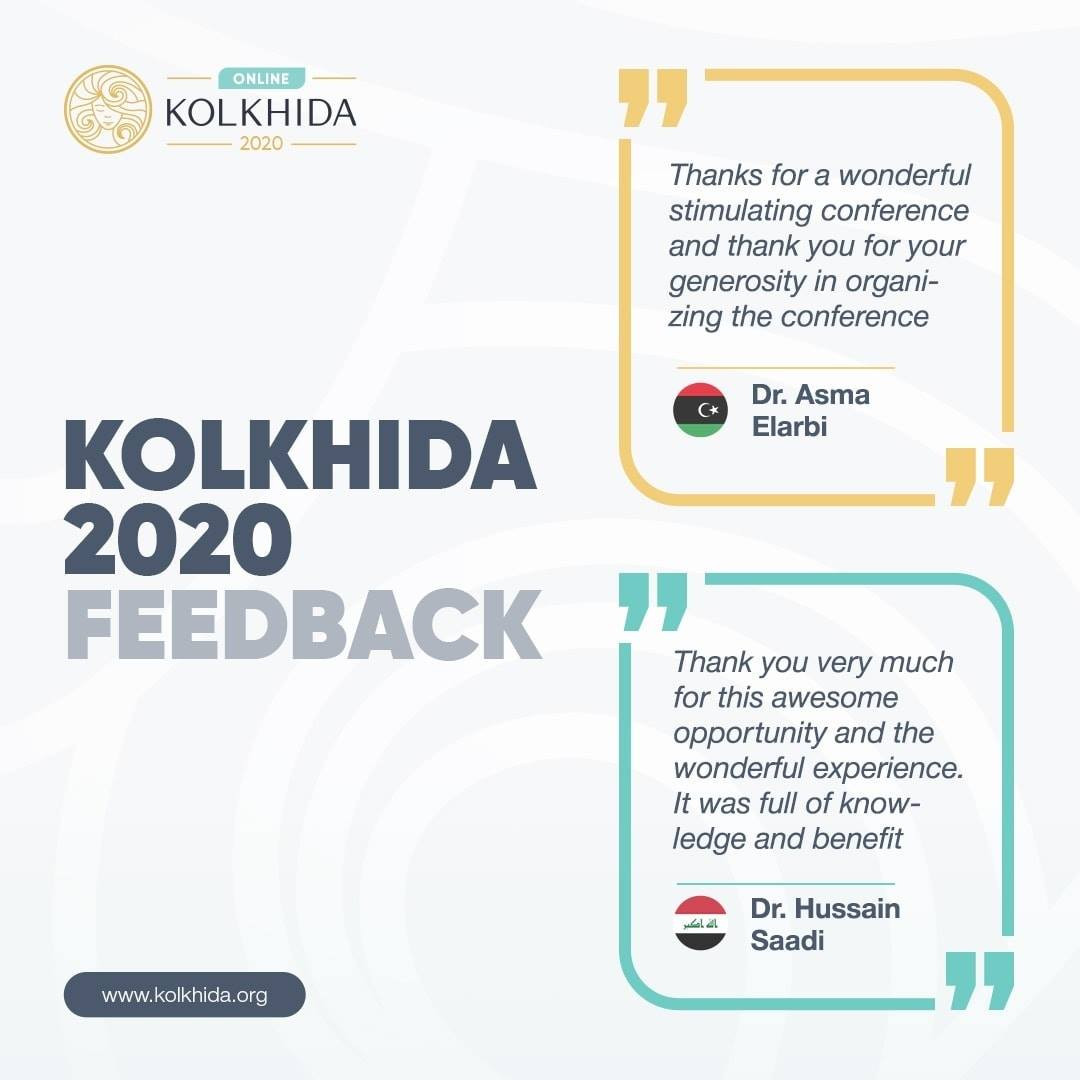 ONLINE
KOLKHIDA
2020
KOLKHIDA
2020
FEEDBACK
www.kolkhida.org
Thanks for a wonderful
stimulating conference
and thank you for your
generosity in organi-
zing the conference
Dr. Asma
Elarbi
Thank you very much
for this awesome
opportunity and the
wonderful experience.
It was full of know-
ledge and benefit
Dr. Hussain
Saadi
الله اكبر